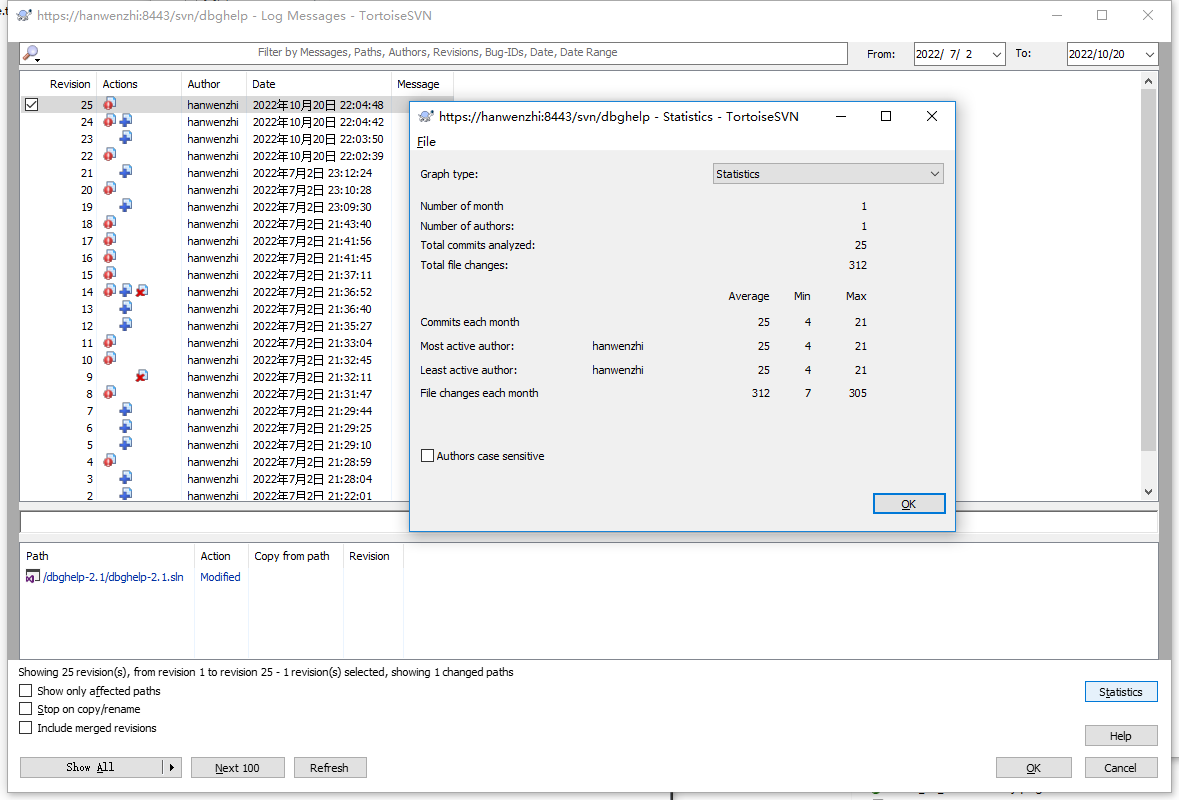 https://hanwenzhi:8443/svn/dbghelp - Log Messages - TortoiseSVN
Filter by Messages, Paths, Authors, Revisions, Bug-IDs, Date, Date Range
From: 2022/ 7/ 2 To: 2022/10/20
Revision Actions Author Date Message
25 hanwenzhi 2022年10月20日 22:04:48
24 hanwenzhi 2022年10月20日 22:04:42
23 hanwenzhi 2022年10月20日 22:03:50
22 hanwenzhi 2022年10月20日 22:02:39
21 hanwenzhi 2022年7月2日 23:12:24
20 hanwenzhi 2022年7月2日 23:10:28
19 hanwenzhi 2022年7月2日 23:09:30
18 hanwenzhi 2022年7月2日 21:43:40
17 hanwenzhi 2022年7月2日 21:41:56
16 hanwenzhi 2022年7月2日 21:41:45
15 hanwenzhi 2022年7月2日 21:37:11
14 hanwenzhi 2022年7月2日 21:36:52
13 hanwenzhi 2022年7月2日 21:36:40
12 hanwenzhi 2022年7月2日 21:35:27
11 hanwenzhi 2022年7月2日 21:33:04
10 hanwenzhi 2022年7月2日 21:32:45
9 hanwenzhi 2022年7月2日 21:32:11
8 hanwenzhi 2022年7月2日 21:31:47
7 hanwenzhi 2022年7月2日 21:29:44
6 hanwenzhi 2022年7月2日 21:29:25
5 hanwenzhi 2022年7月2日 21:29:10
4 hanwenzhi 2022年7月2日 21:28:59
3 hanwenzhi 2022年7月2日 21:28:04
2 hanwenzhi 2022年7月2日 21:22:01
https://hanwenzhi:8443/svn/dbghelp - Statistics - TortoiseSVN
File
Graph type: Statistics
Number of month 1
Number of authors: 1
Total commits analyzed: 25
Total file changes: 312
Average Min Max
Commits each month 25 4 21
Most active author: hanwenzhi 25 4 21
Least active author: hanwenzhi 25 4 21
File changes each month 312 7 305
Authors case sensitive
OK
Path Action Copy from path Revision
/dbghelp-2.1/dbghelp-2.1.sln Modified
Showing 25 revision(s), from revision 1 to revision 25 - 1 revision(s) selected, showing 1 changed paths
Show only affected paths
Stop on copy/rename
Include merged revisions
Statistics
Help
Show All Next 100 Refresh OK Cancel